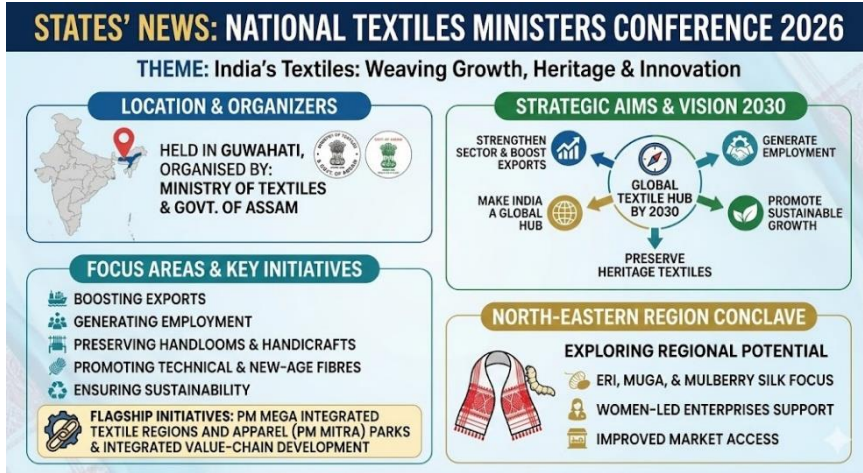 STATES' NEWS: NATIONAL TEXTILES MINISTERS CONFERENCE 2026
THEME: India's Textiles: Weaving Growth, Heritage & Innovation
LOCATION & ORGANIZERS
HELD IN GUWAHATI,
ORGANISED BY:
MINISTRY OF TEXTILES
& GOVT. OF ASSAM
STRATEGIC AIMS & VISION 2030
STRENGTHEN
SECTOR & BOOST
EXPORTS
GENERATE
EMPLOYMENT
GLOBAL
TEXTILE HUB
BY 2030
MAKE INDIA
A GLOBAL
HUB
PROMOTE
SUSTAINABLE
GROWTH
PRESERVE
HERITAGE TEXTILES
FOCUS AREAS & KEY INITIATIVES
BOOSTING EXPORTS
GENERATING EMPLOYMENT
PRESERVING HANDLOOMS & HANDICRAFTS
PROMOTING TECHNICAL & NEW-AGE FIBRES
ENSURING SUSTAINABILITY
FLAGSHIP INITIATIVES: PM MEGA INTEGRATED
TEXTILE REGIONS AND APPAREL (PM MITRA) PARKS
& INTEGRATED VALUE-CHAIN DEVELOPMENT
NORTH-EASTERN REGION CONCLAVE
EXPLORING REGIONAL POTENTIAL
ERI, MUGA, & MULBERRY SILK FOCUS
WOMEN-LED ENTERPRISES SUPPORT
IMPROVED MARKET ACCESS